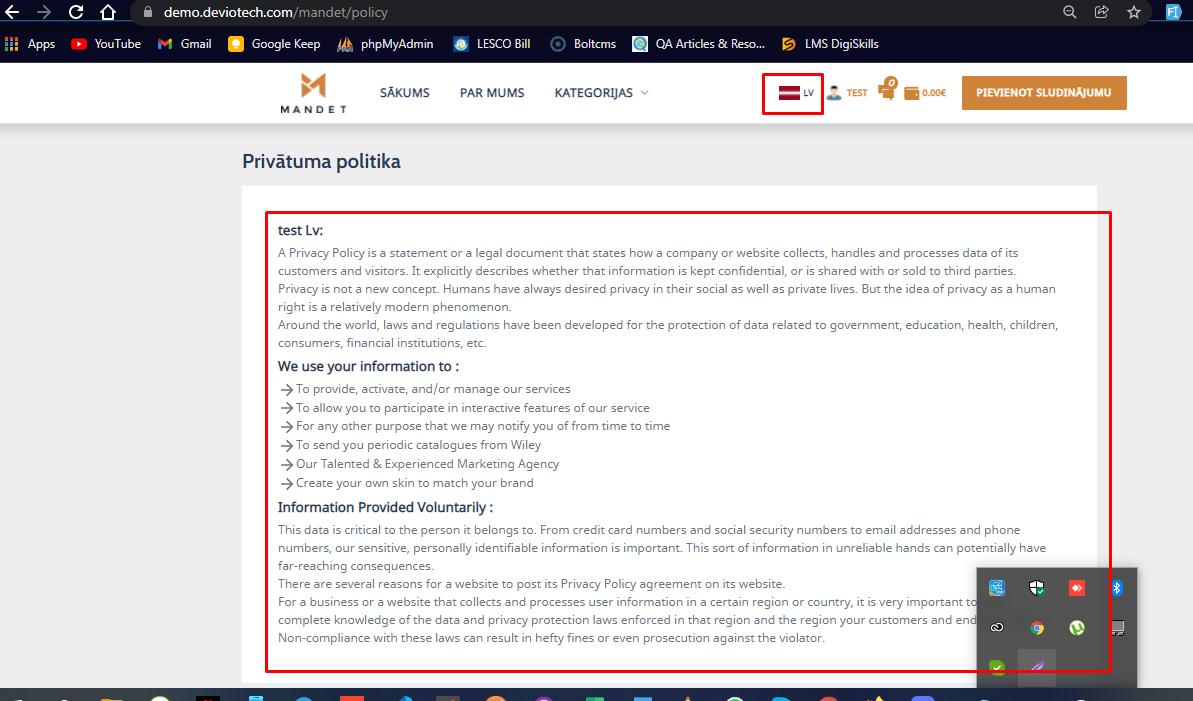 demo.deviotech.com/mandet/policy
Apps YouTube Gmail Google Keep phpMyAdmin LESCO Bill Boltcms QA Articles & Reso... LMS DigiSkills
MANDET
SĀKUMS PAR MUMS KATEGORIJAS LV TEST 0 0.00€ PIEVIENOT SLUDINĀJUMU
Privātuma politika
test Lv:
A Privacy Policy is a statement or a legal document that states how a company or website collects, handles and processes data of its
customers and visitors. It explicitly describes whether that information is kept confidential, or is shared with or sold to third parties.
Privacy is not a new concept. Humans have always desired privacy in their social as well as private lives. But the idea of privacy as a human
right is a relatively modern phenomenon.
Around the world, laws and regulations have been developed for the protection of data related to government, education, health, children,
consumers, financial institutions, etc.
We use your information to :
To provide, activate, and/or manage our services
To allow you to participate in interactive features of our service
For any other purpose that we may notify you of from time to time
To send you periodic catalogues from Wiley
Our Talented & Experienced Marketing Agency
Create your own skin to match your brand
Information Provided Voluntarily :
This data is critical to the person it belongs to. From credit card numbers and social security numbers to email addresses and phone
numbers, our sensitive, personally identifiable information is important. This sort of information in unreliable hands can potentially have
far-reaching consequences.
There are several reasons for a website to post its Privacy Policy agreement on its website.
For a business or a website that collects and processes user information in a certain region or country, it is very important to
complete knowledge of the data and privacy protection laws enforced in that region and the region your customers and end
Non-compliance with these laws can result in hefty fines or even prosecution against the violator.